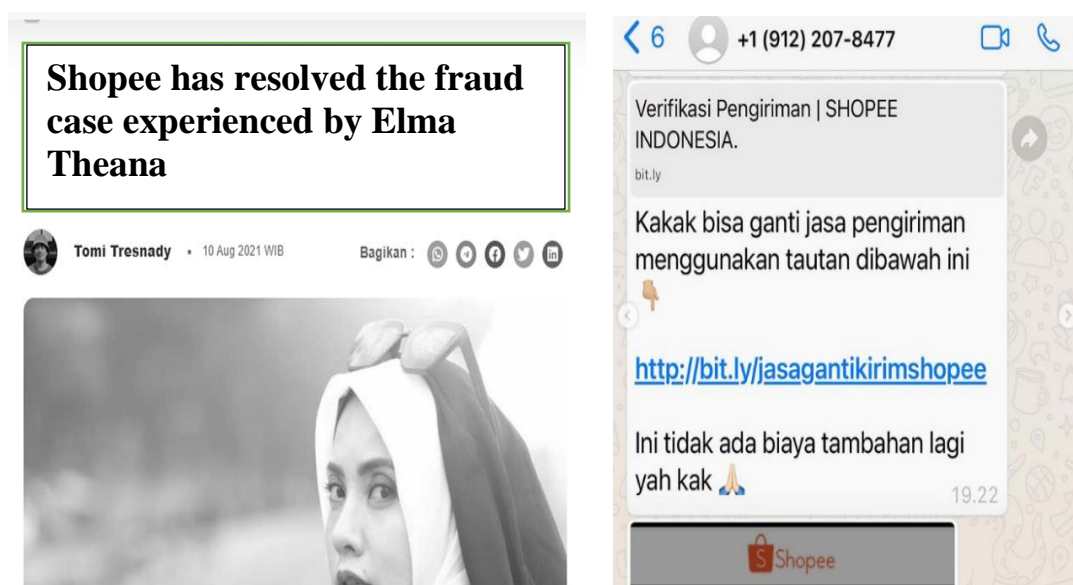 Shopee has resolved the fraud
case experienced by Elma
Theana
Tomi Tresnady • 10 Aug 2021 WIB
Bagikan :
6
+1 (912) 207-8477
Verifikasi Pengiriman | SHOPEE
INDONESIA.
bit.ly
Kakak bisa ganti jasa pengiriman
menggunakan tautan dibawah ini
http://bit.ly/jasagantikirimshopee
Ini tidak ada biaya tambahan lagi
yah kak
19.22
Shopee